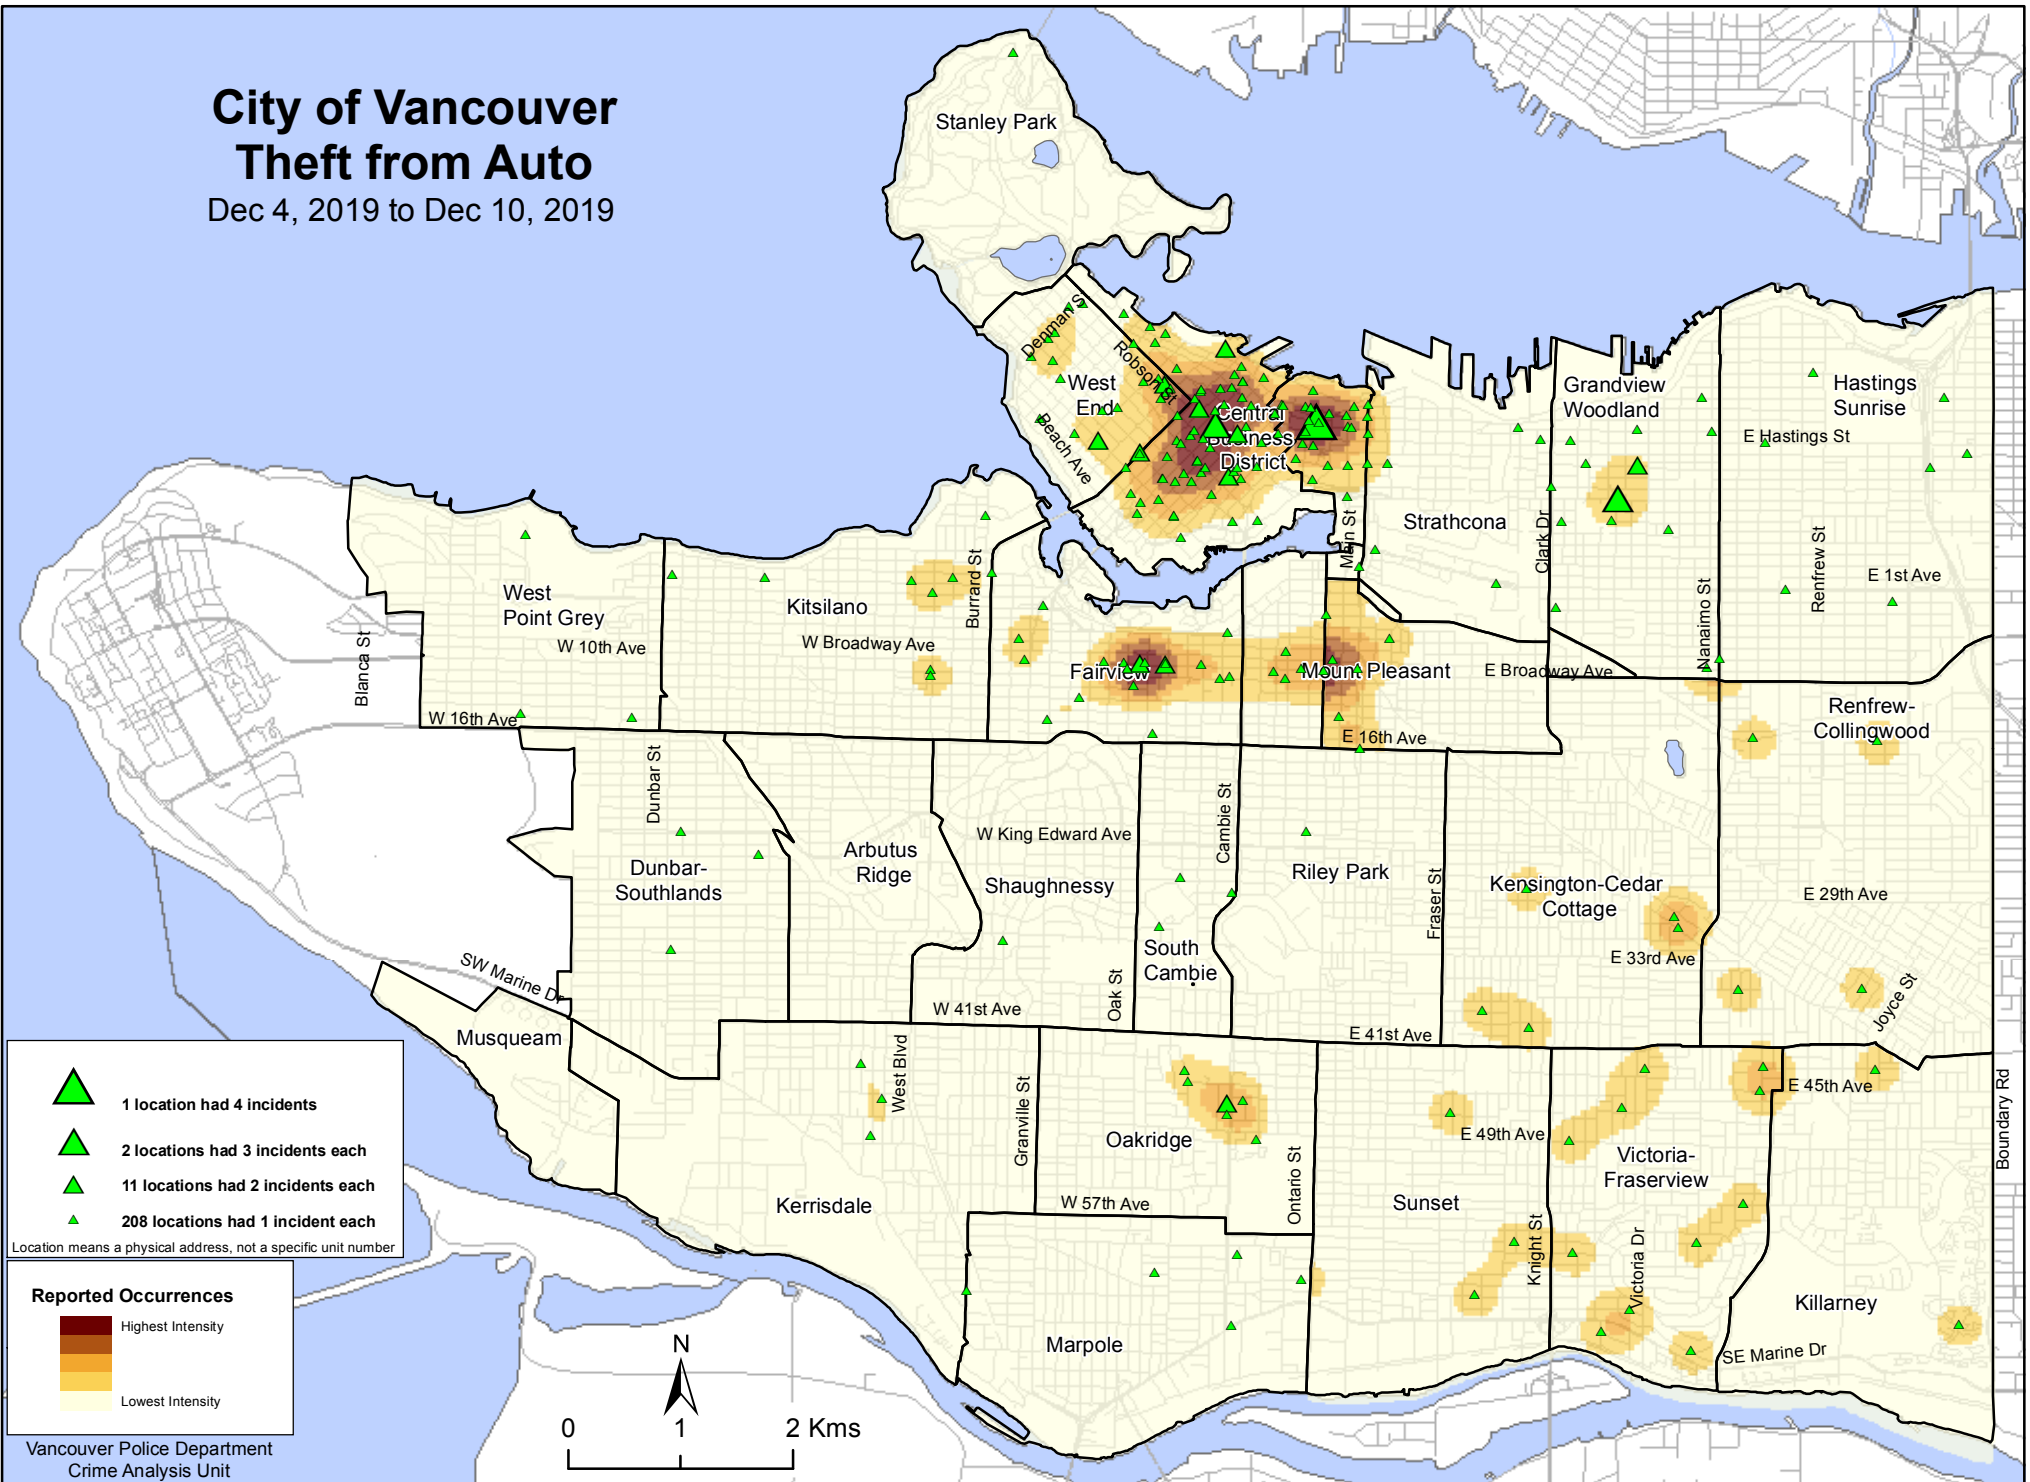 City of Vancouver
Theft from Auto
Dec 4, 2019 to Dec 10, 2019
Stanley Park
Denman S
Robson St
West
End
Beach Ave
Central
Business
District
Grandview
Woodland
Hastings
Sunrise
E Hastings St
Strathcona
Main St
Clark Dr
Nanaimo St
Renfrew St
E 1st Ave
West
Point Grey
W 10th Ave
Blanca St
W 16th Ave
Kitsilano
W Broadway Ave
Burrard St
Fairview
Mount Pleasant
E Broadway Ave
E 16th Ave
Renfrew-
Collingwood
Dunbar St
Dunbar-
Southlands
Arbutus
Ridge
W King Edward Ave
Shaughnessy
Cambie St
Riley Park
Fraser St
Kensington-Cedar
Cottage
E 29th Ave
E 33rd Ave
South
Cambie
Oak St
W 41st Ave
E 41st Ave
Joyce St
SW Marine Dr
Musqueam
West Blvd
Granville St
Oakridge
Ontario St
W 57th Ave
E 45th Ave
E 49th Ave
Boundary Rd
Victoria-
Fraserview
Kerrisdale
Sunset
Knight St
Victoria Dr
Killarney
Marpole
SE Marine Dr
1 location had 4 incidents
2 locations had 3 incidents each
11 locations had 2 incidents each
208 locations had 1 incident each
Location means a physical address, not a specific unit number
Reported Occurrences
Highest Intensity
Lowest Intensity
Vancouver Police Department
Crime Analysis Unit
N
0 1 2 Kms